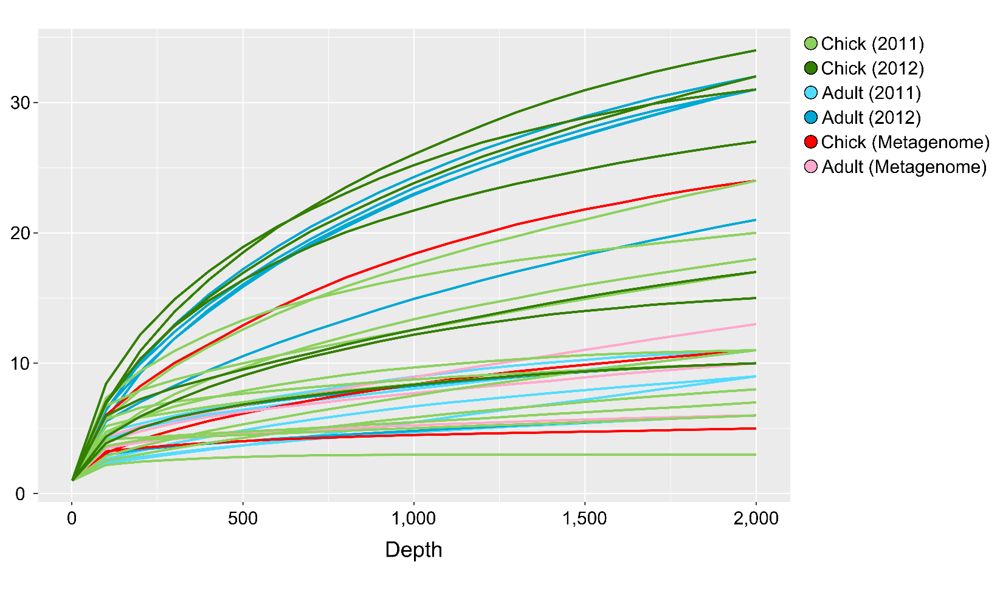 30
20
10
0
0 500 1,000 1,500 2,000
Depth
Chick (2011)
Chick (2012)
Adult (2011)
Adult (2012)
Chick (Metagenome)
Adult (Metagenome)